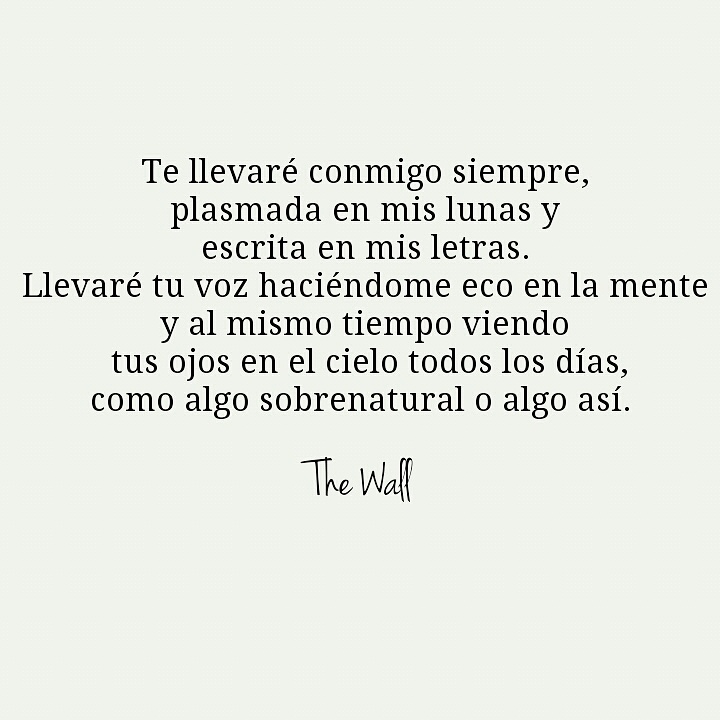 Te llevaré conmigo siempre,
plasmada en mis lunas y
escrita en mis letras.
Llevaré tu voz haciéndome eco en la mente
y al mismo tiempo viendo
tus ojos en el cielo todos los días,
como algo sobrenatural o algo así.
The Wall